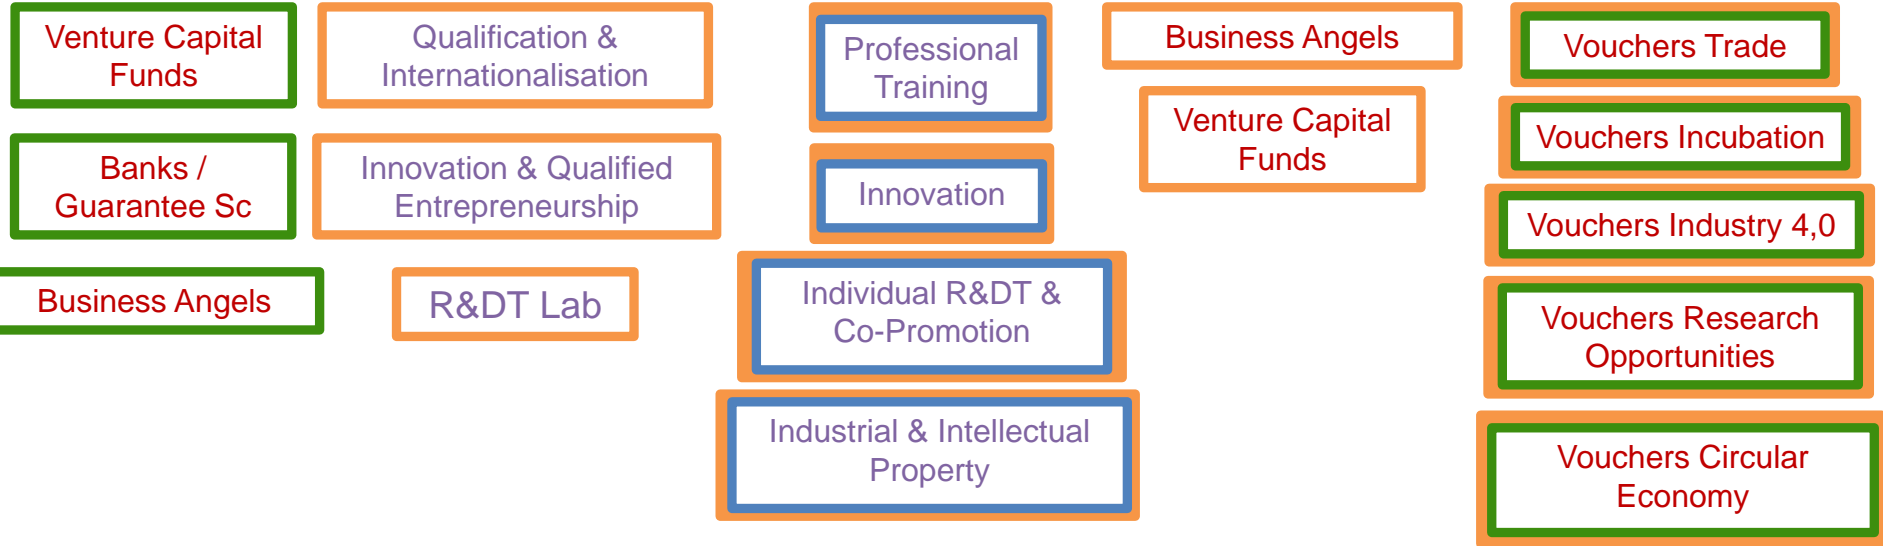 Venture Capital
Funds
Banks /
Guarantee Sc
Business Angels
Qualification &
Internationalisation
Innovation & Qualified
Entrepreneurship
R&DT Lab
Professional
Training
Innovation
Individual R&DT &
Co-Promotion
Industrial & Intellectual
Property
Business Angels
Venture Capital
Funds
Vouchers Trade
Vouchers Incubation
Vouchers Industry 4,0
Vouchers Research
Opportunities
Vouchers Circular
Economy